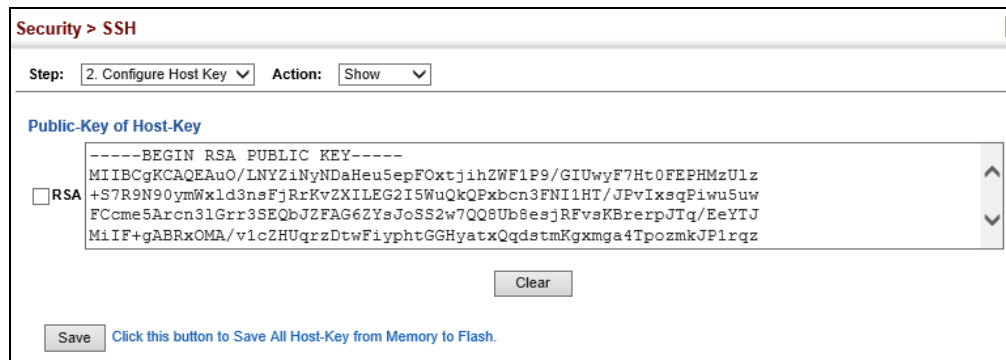 Security > SSH
Step: 2. Configure Host Key Action: Show
Public-Key of Host-Key
-----BEGIN RSA PUBLIC KEY-----
MIIBCgKCAQEAuO/LNYZiNyNDaHeu5epFOxtjihZWF1P9/GIUwyF7Ht0FEPHMzUlz
RSA +S7R9N90ymWxld3nsFjRrKvZXILEG2I5WuQkQPxbcn3FNI1HT/JPvIxsqPiwu5uw
FCcme5Arcn3lGrr3SEQbJZFAG6ZYsJoSS2w7QQ8Ub8esjRFvsKBrerpJTq/EeYTJ
MiIF+gABRxOMA/v1cZHUqrzDtwFiyphtGGHyatxQqdstmKgxmga4TpozmkJP1rqz
Clear
Save Click this button to Save All Host-Key from Memory to Flash.